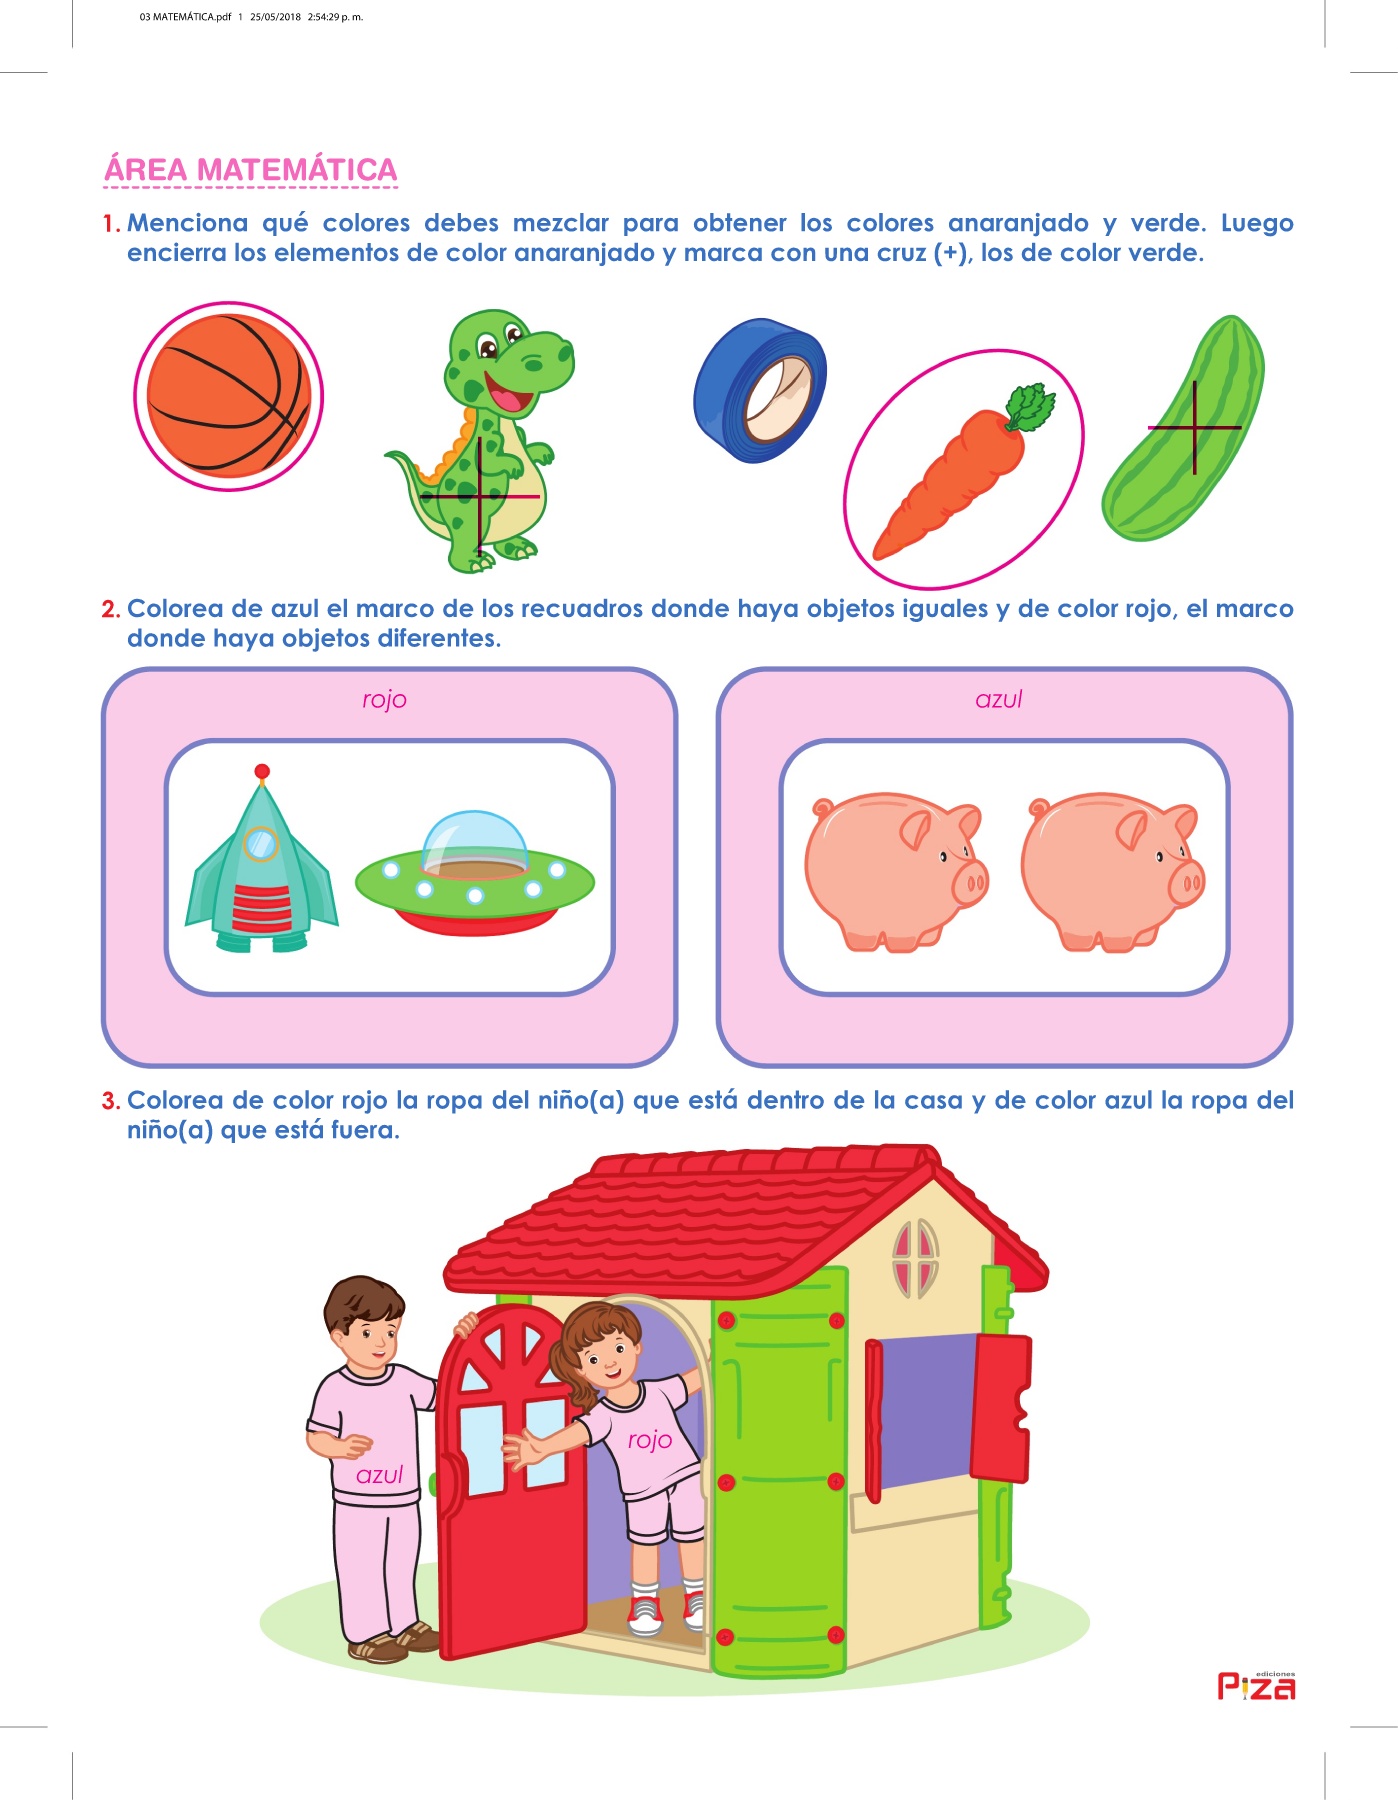 03 MATEMÁTICA.pdf 1 25/05/2018 2:54:29 p. m.
ÁREA MATEMÁTICA
1. Menciona qué colores debes mezclar para obtener los colores anaranjado y verde. Luego
encierra los elementos de color anaranjado y marca con una cruz (+), los de color verde.
2. Colorea de azul el marco de los recuadros donde haya objetos iguales y de color rojo, el marco
donde haya objetos diferentes.
rojo
azul
3. Colorea de color rojo la ropa del niño(a) que está dentro de la casa y de color azul la ropa del
niño(a) que está fuera.
rojo
azul
ediciones
Piza